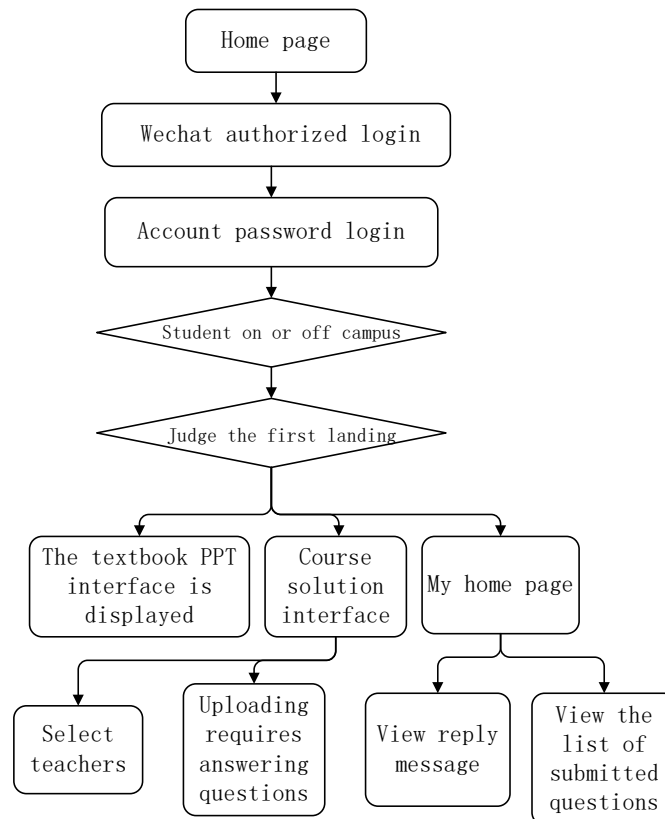 Home page
Wechat authorized login
Account password login
Student on or off campus
Judge the first landing
The textbook PPT
interface is
displayed
Course
solution
interface
My home page
Select
teachers
Uploading
requires
answering
questions
View reply
message
View the
list of
submitted
questions